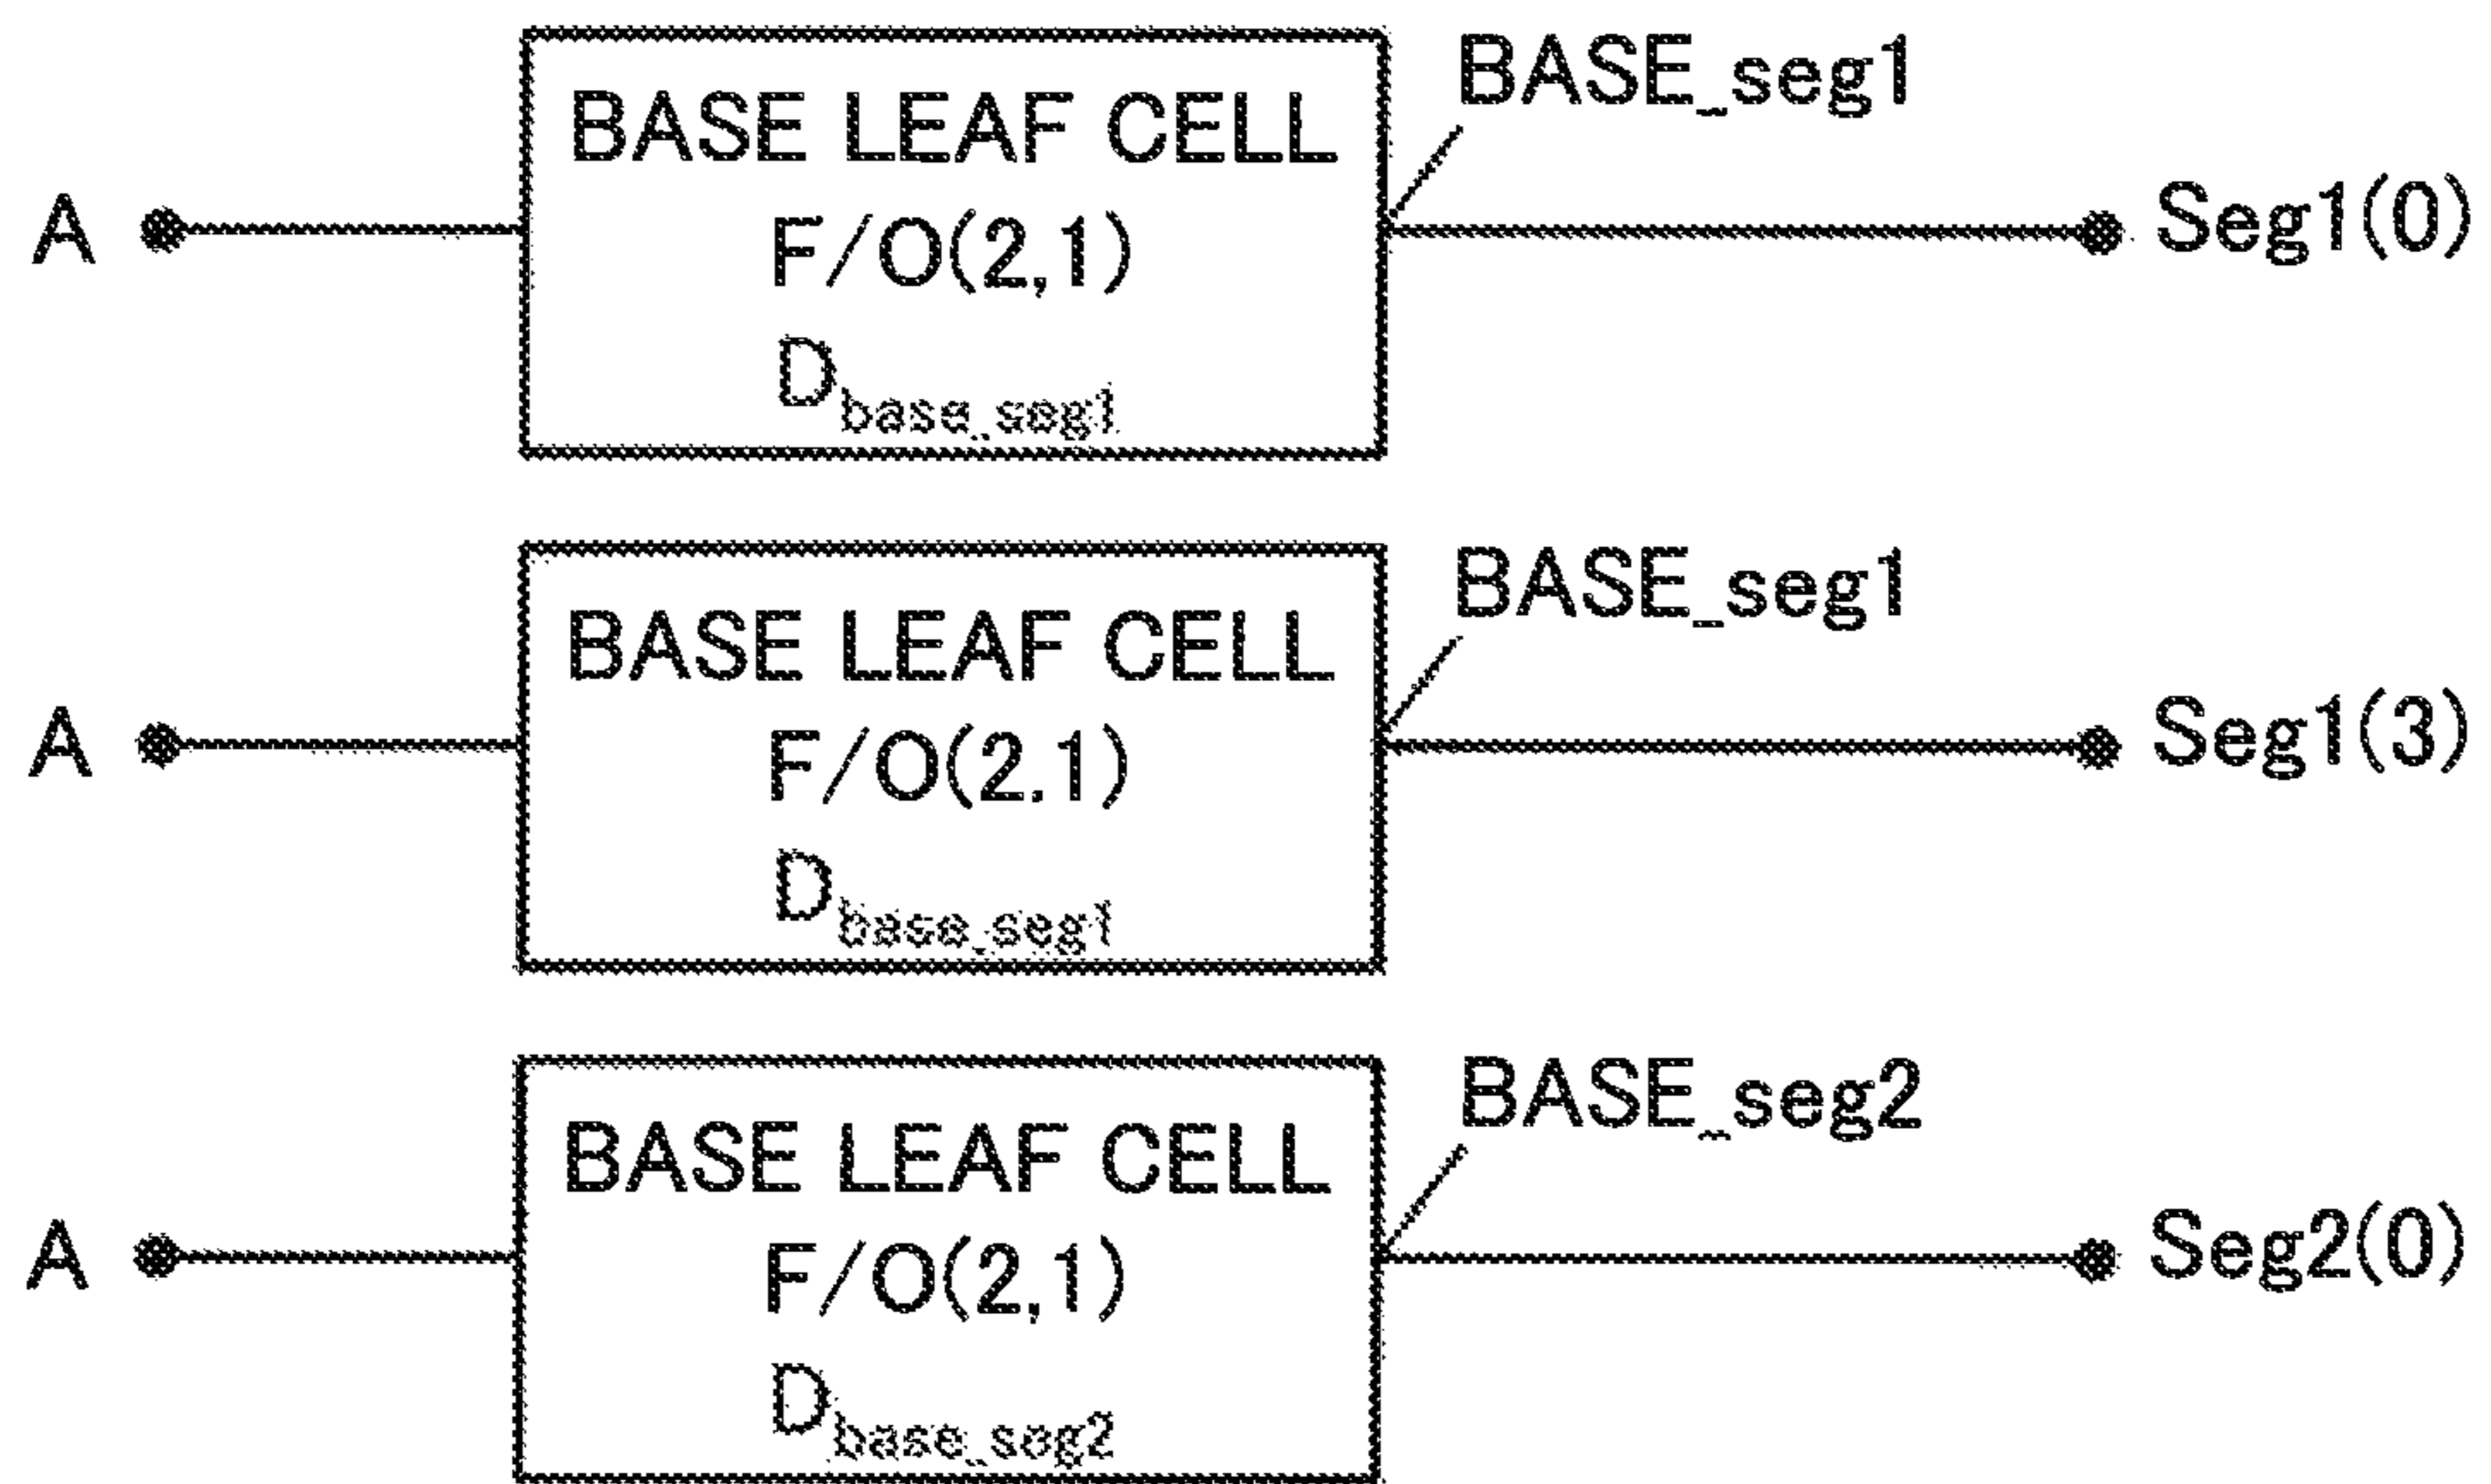 BASE_seg1
BASE LEAF CELL
A
F/O(2,1)
Seg1(0)
Dbase_seg1
BASE_seg1
BASE LEAF CELL
A
F/O(2,1)
Seg1(3)
Dbase_seg1
BASE_seg2
BASE LEAF CELL
A
F/O(2,1)
Seg2(0)
Dbase_seg2